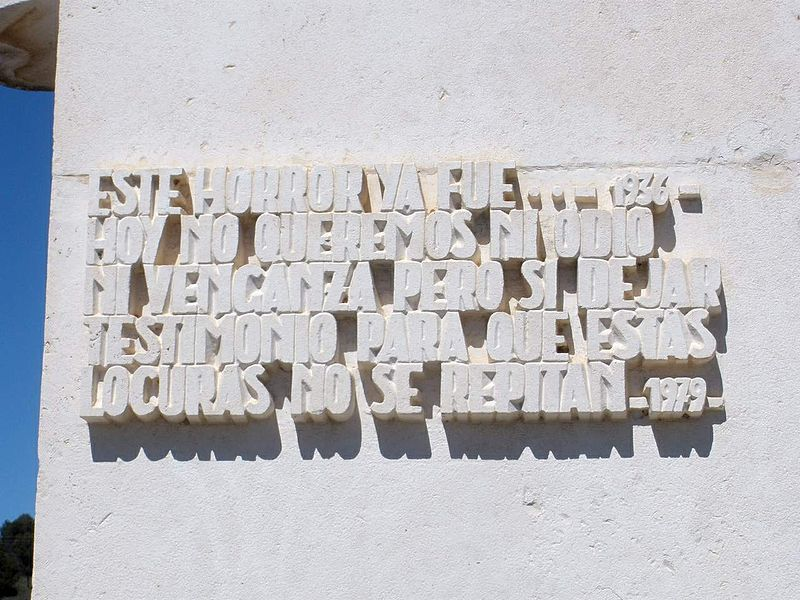 ESTE HORROR YA FUE... - 1936 -
HOY NO QUEREMOS NI ODIO
NI VENGANZA PERO SI DEJAR
TESTIMONIO PARA QUE ESTAS
LOCURAS NO SE REPITAN - 1979 -